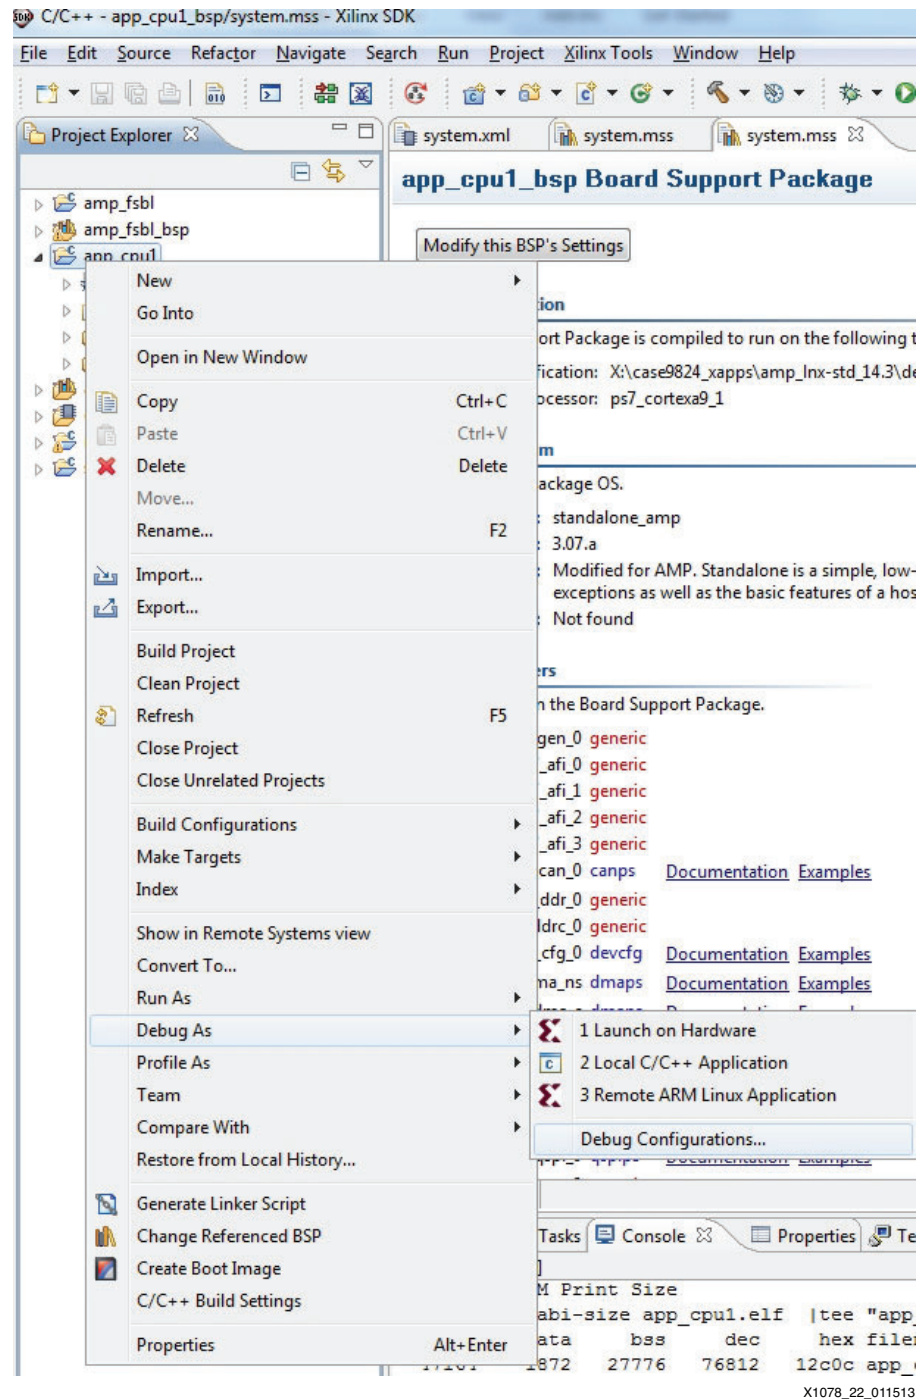 C/C++ - app_cpu1_bsp/system.mss - Xilinx SDK
File Edit Source Refactor Navigate Search Run Project Xilinx Tools Window Help
Project Explorer
system.xml system.mss system.mss
app_cpu1_bsp Board Support Package
amp_fsbl
amp_fsbl_bsp
app_cpu1
Modify this BSP's Settings
New
Go Into
Open in New Window
Copy Ctrl+C
Paste Ctrl+V
Delete Delete
Move...
Rename... F2
Import...
Export...
Build Project
Clean Project
Refresh F5
Close Project
Close Unrelated Projects
Build Configurations
Make Targets
Index
Show in Remote Systems view
Convert To...
Run As
Debug As
Profile As
Team
Compare With
Restore from Local History...
Generate Linker Script
Change Referenced BSP
Create Boot Image
C/C++ Build Settings
Properties Alt+Enter
1 Launch on Hardware
2 Local C/C++ Application
3 Remote ARM Linux Application
Debug Configurations...
tion
ort Package is compiled to run on the following t
fication: X:\case9824_xapps\amp_lnx-std_14.3\de
ocessor: ps7_cortexa9_1
m
ackage OS.
: standalone_amp
: 3.07.a
: Modified for AMP. Standalone is a simple, low-
exceptions as well as the basic features of a hos
: Not found
ers
n the Board Support Package.
gen_0 generic
_afi_0 generic
_afi_1 generic
_afi_2 generic
_afi_3 generic
can_0 canps Documentation Examples
_ddr_0 generic
ddrc_0 generic
_cfg_0 devcfg Documentation Examples
ma_ns dmaps Documentation Examples
Tasks Console Properties Te
]
M Print Size
abi-size app_cpu1.elf |tee "app_
ata bss dec hex filen
1872 27776 76812 12c0c app_
X1078_22_011513